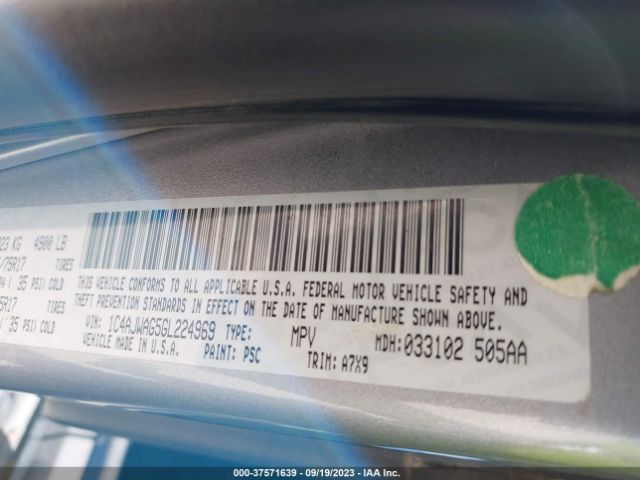 23 KG 4900 LB
/75R17 TIRES
( 35 PSI) COLD
5R17 TIRES
35 PSI) COLD
THIS VEHICLE CONFORMS TO ALL APPLICABLE U.S.A. FEDERAL MOTOR VEHICLE SAFETY AND
THEFT PREVENTION STANDARDS IN EFFECT ON THE DATE OF MANUFACTURE SHOWN ABOVE.
VIN: 1C4AJWAG5GL224969 TYPE: MPV MDH: 033102 505AA
VEHICLE MADE IN U.S.A. PAINT: PSC TRIM: A7X9
000-37571639 - 09/19/2023 - IAA Inc.